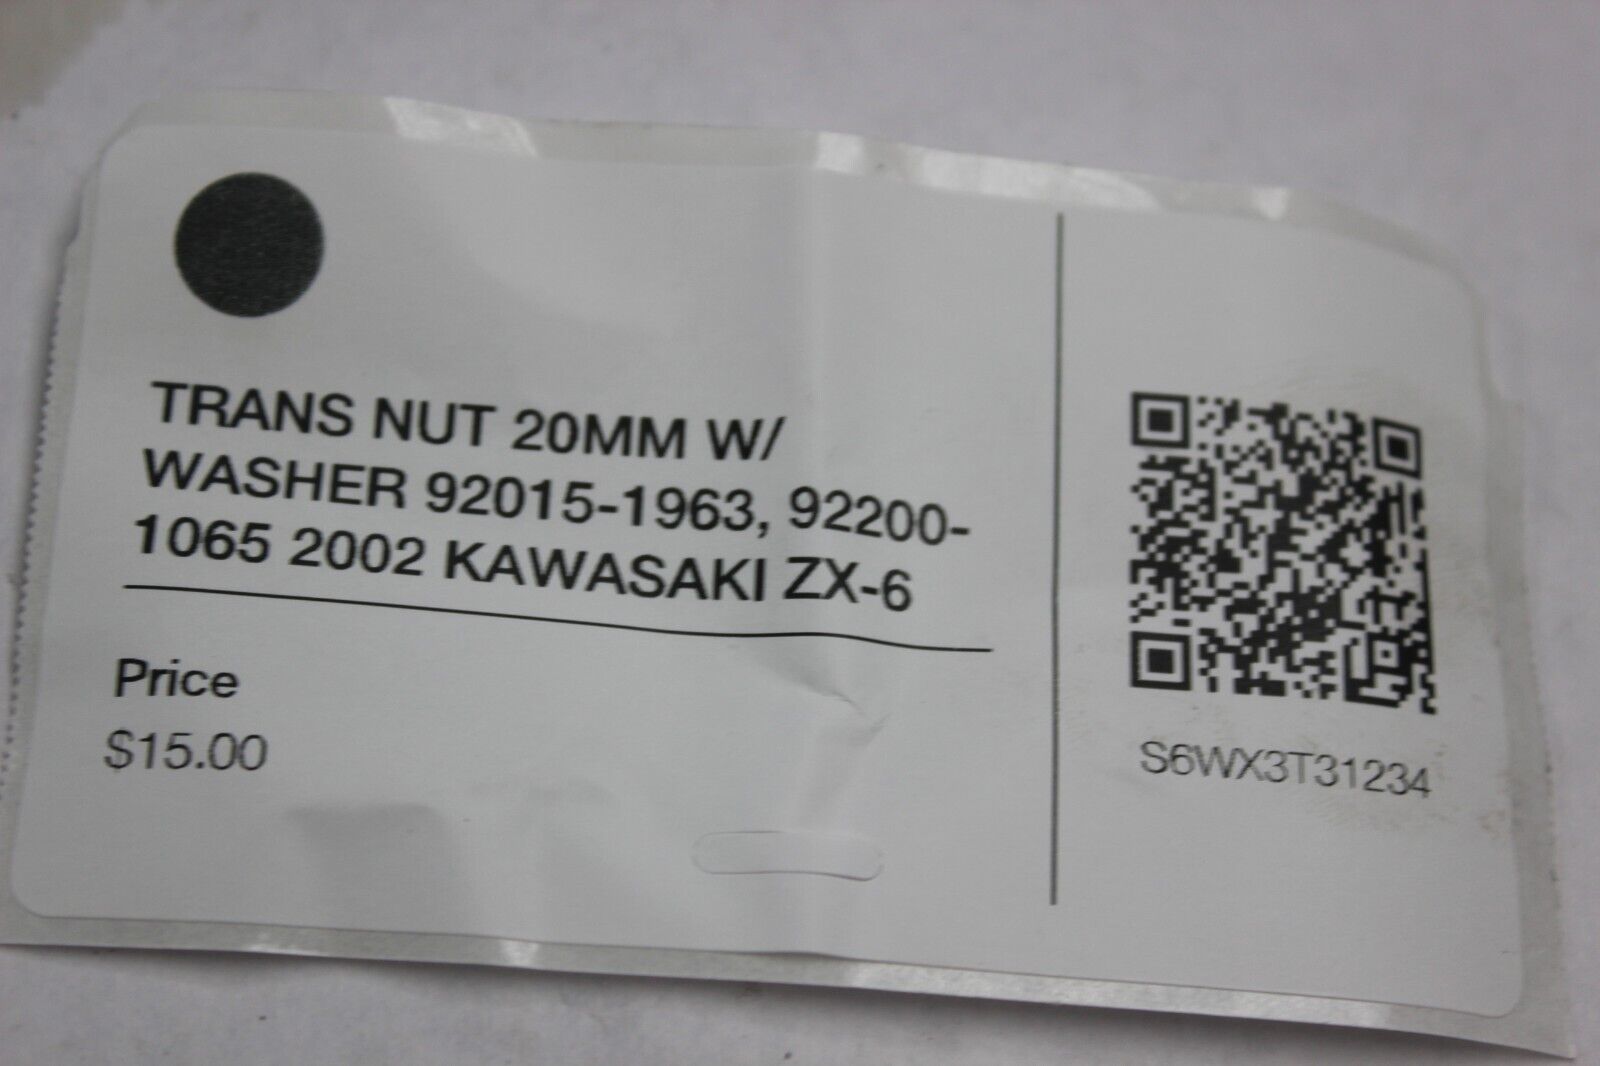 TRANS NUT 20MM W/
WASHER 92015-1963, 92200-
1065 2002 KAWASAKI ZX-6
Price
$15.00
S6WX3T31234